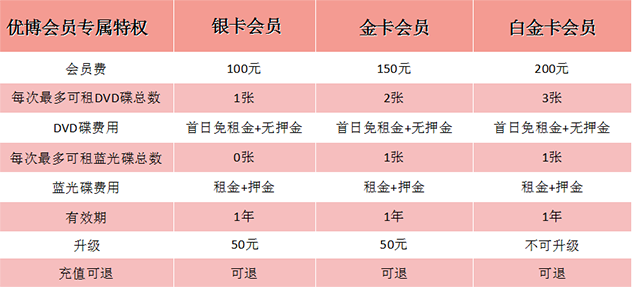 优博会员专属特权 银卡会员 金卡会员 白金卡会员
会员费 100元 150元 200元
每次最多可租DVD碟总数 1张 2张 3张
DVD碟费用 首日免租金+无押金 首日免租金+无押金 首日免租金+无押金
每次最多可租蓝光碟总数 0张 1张 1张
蓝光碟费用 租金+押金 租金+押金 租金+押金
有效期 1年 1年 1年
升级 50元 50元 不可升级
充值可退 可退 可退 可退